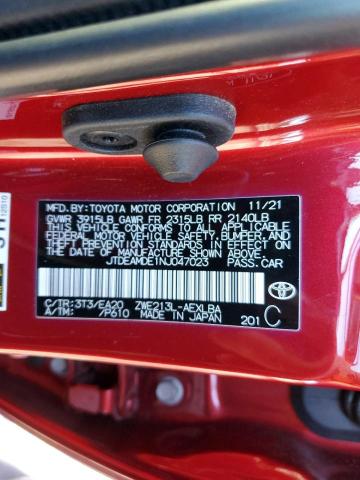 MFD. BY:TOYOTA MOTOR CORPORATION 11/21
GVWR 3915LB GAWR FR 2315LB RR 2140LB
THIS VEHICLE CONFORMS TO ALL APPLICABLE
FEDERAL MOTOR VEHICLE SAFETY, BUMPER, AND
THEFT PREVENTION STANDARDS IN EFFECT ON
THE DATE OF MANUFACTURE SHOWN ABOVE.
JTDEAMDE1NJ047023 PASS.CAR
C/TR:3T3/EA20 ZWE213L-AEXLBA
A/TM: /P610 MADE IN JAPAN 201 C